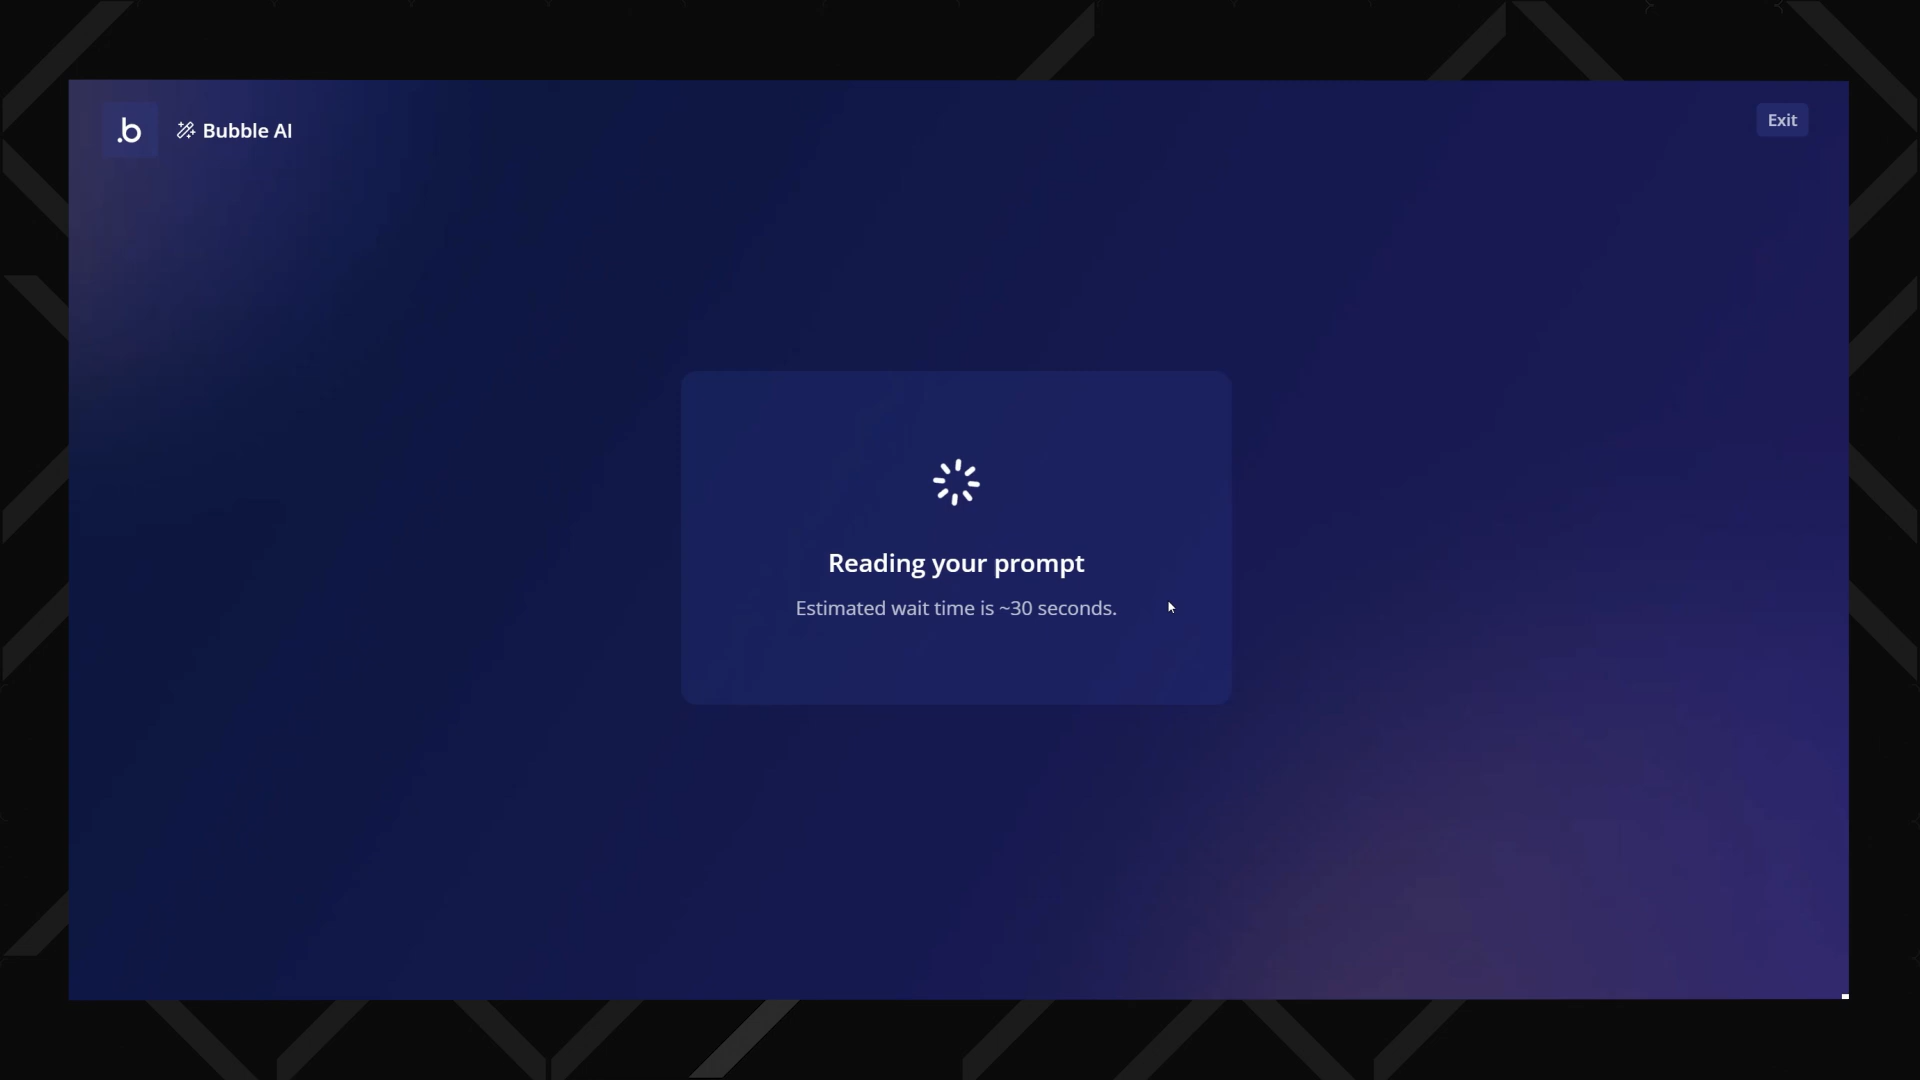 .b
Bubble AI
Exit
Reading your prompt
Estimated wait time is ~30 seconds.